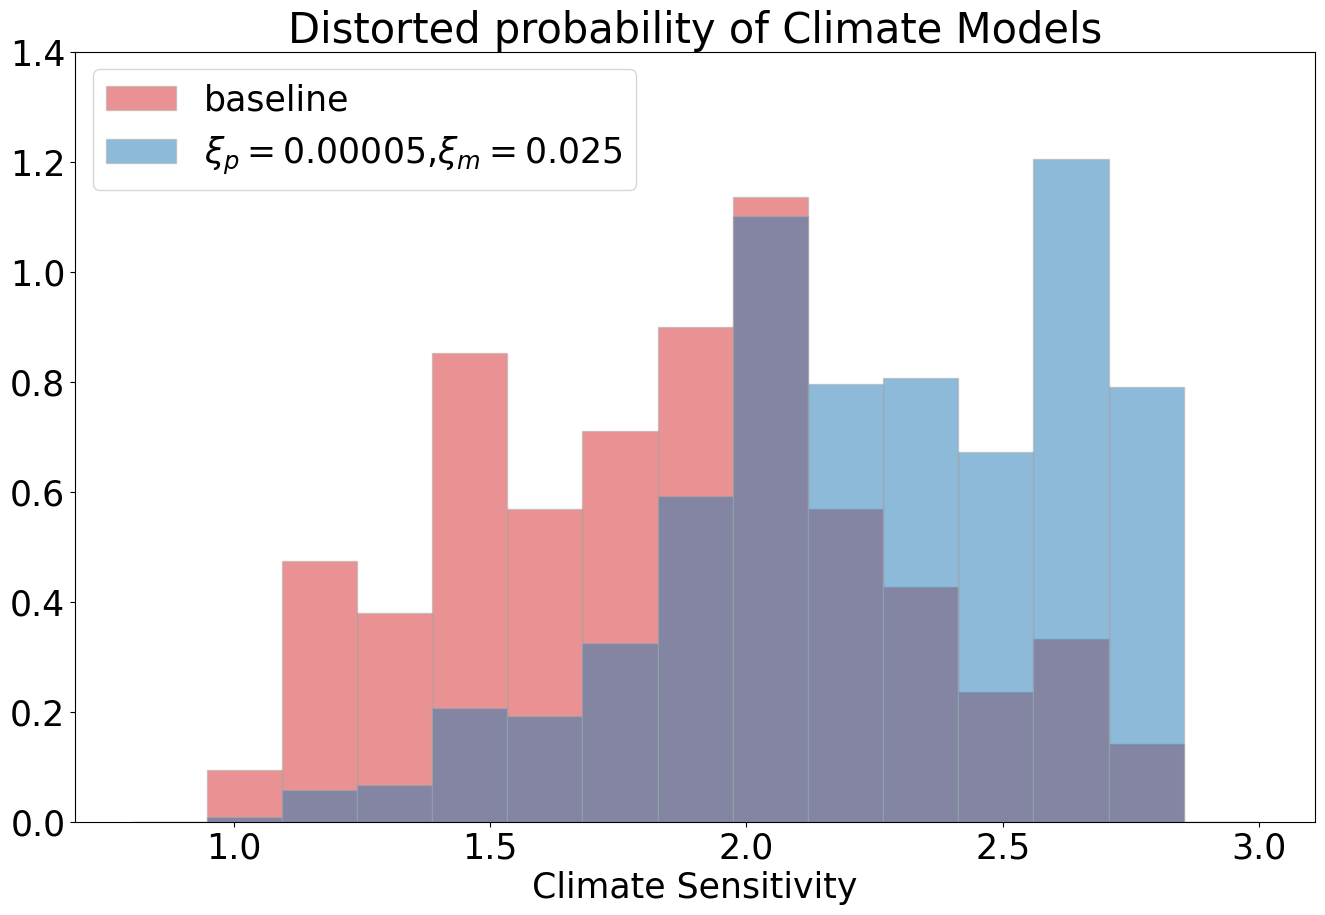 Distorted probability of Climate Models
baseline
ξₚ = 0.00005,ξₘ = 0.025
1.4
1.2
1.0
0.8
0.6
0.4
0.2
0.0
1.0 1.5 2.0 2.5 3.0
Climate Sensitivity